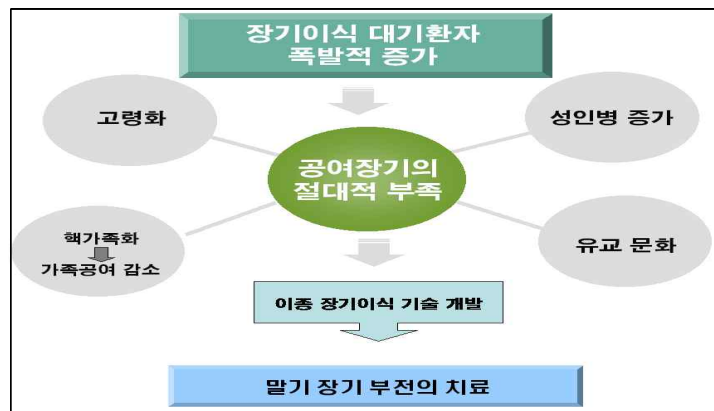 장기이식 대기환자
폭발적 증가
고령화
성인병 증가
공여장기의
절대적 부족
핵가족화
가족공여 감소
유교 문화
이종 장기이식 기술 개발
말기 장기 부전의 치료